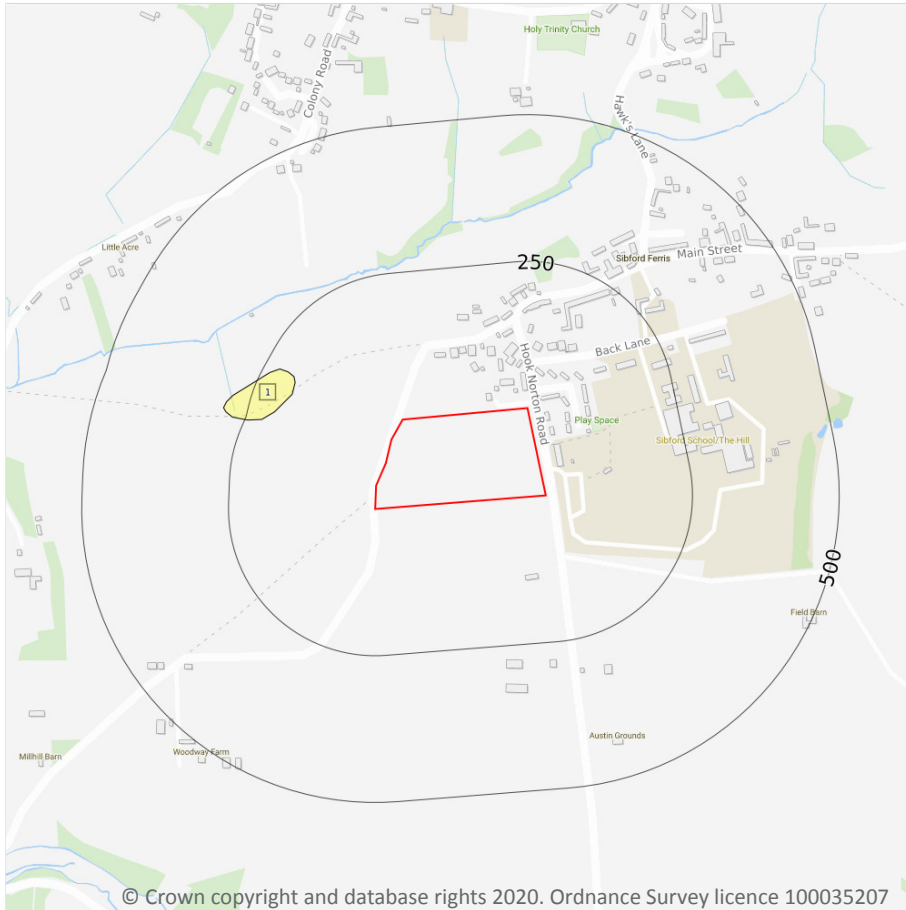 Holy Trinity Church
Colony Road
Hawk's Lane
Little Acre
250
Sibford Ferris
Main Street
1
Hook Norton Road
Back Lane
Play Space
Sibford School/The Hill
500
Field Barn
Austin Grounds
Woodway Farm
Millhill Barn
© Crown copyright and database rights 2020. Ordnance Survey licence 100035207